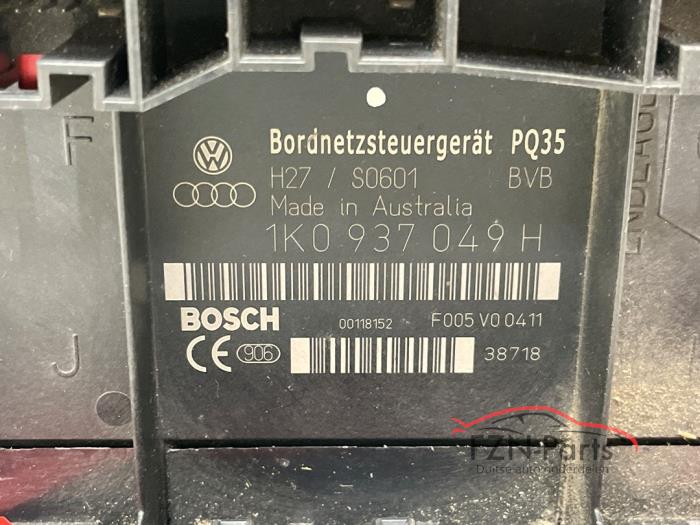 F
Bordnetzsteuergerät PQ35
H27 / S0601 BVB
Made in Australia
1K0 937 049 H
BOSCH 00118152 F005 V0 0411
CE 906 38718
J
FZN-Parts
Duitse auto onderdelen